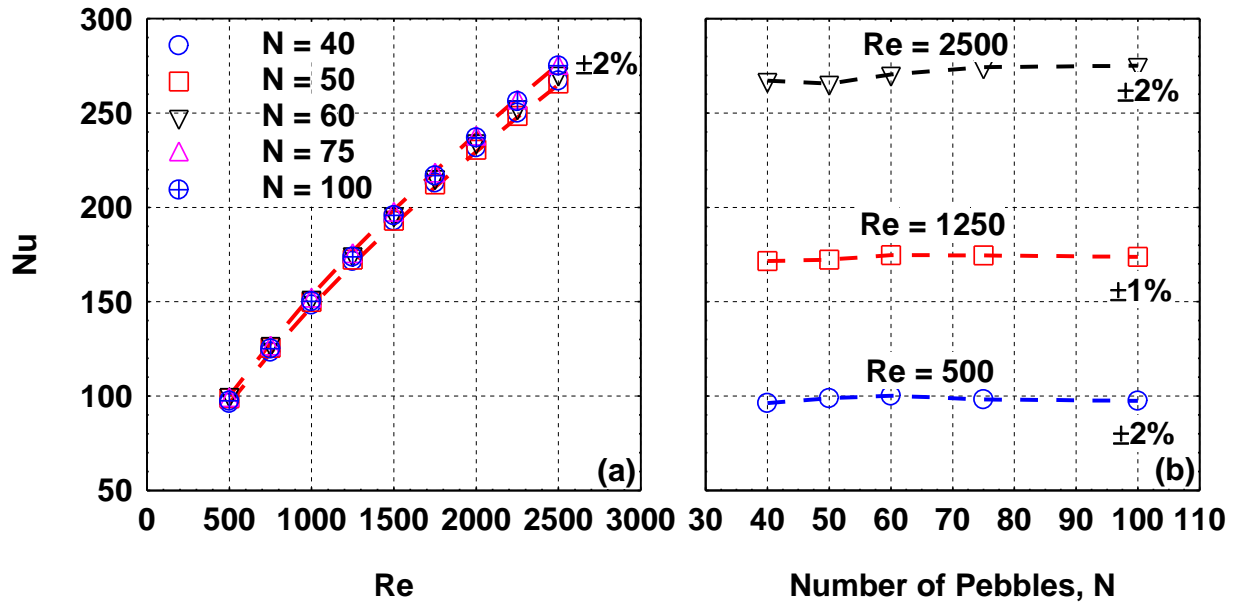 300
250
200
150
100
50
Nu
N = 40
N = 50
N = 60
N = 75
N = 100
±2%
(a)
0 500 1000 1500 2000 2500 3000
Re
Re = 2500
±2%
Re = 1250
±1%
Re = 500
±2%
(b)
30 40 50 60 70 80 90 100 110
Number of Pebbles, N